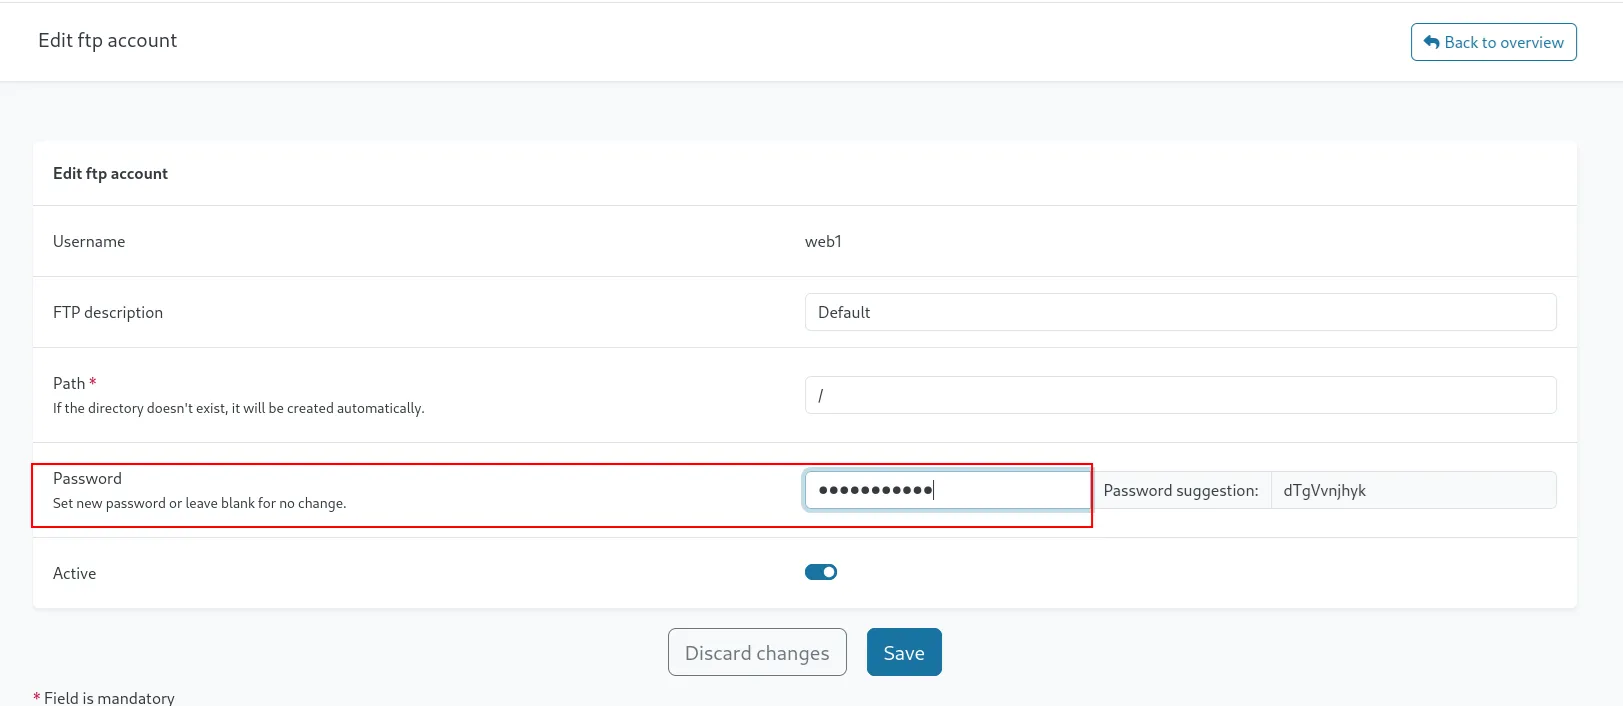 Edit ftp account
Back to overview
Edit ftp account
Username
web1
FTP description
Default
Path *
If the directory doesn't exist, it will be created automatically.
/
Password
Set new password or leave blank for no change.
●●●●●●●●●●●
Password suggestion:
dTgVvnjhyk
Active
Discard changes
Save
* Field is mandatory